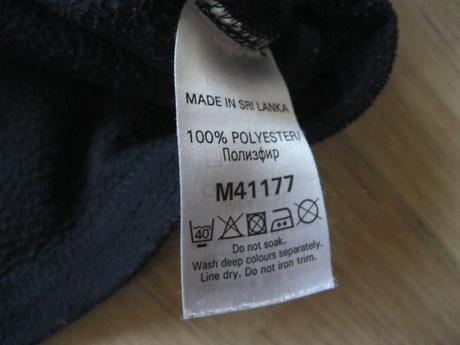 MADE IN SRI LANKA
100% POLYESTER/
Полизфир
M41177
40
Do not soak.
Wash deep colours separately.
Line dry. Do not iron trim.